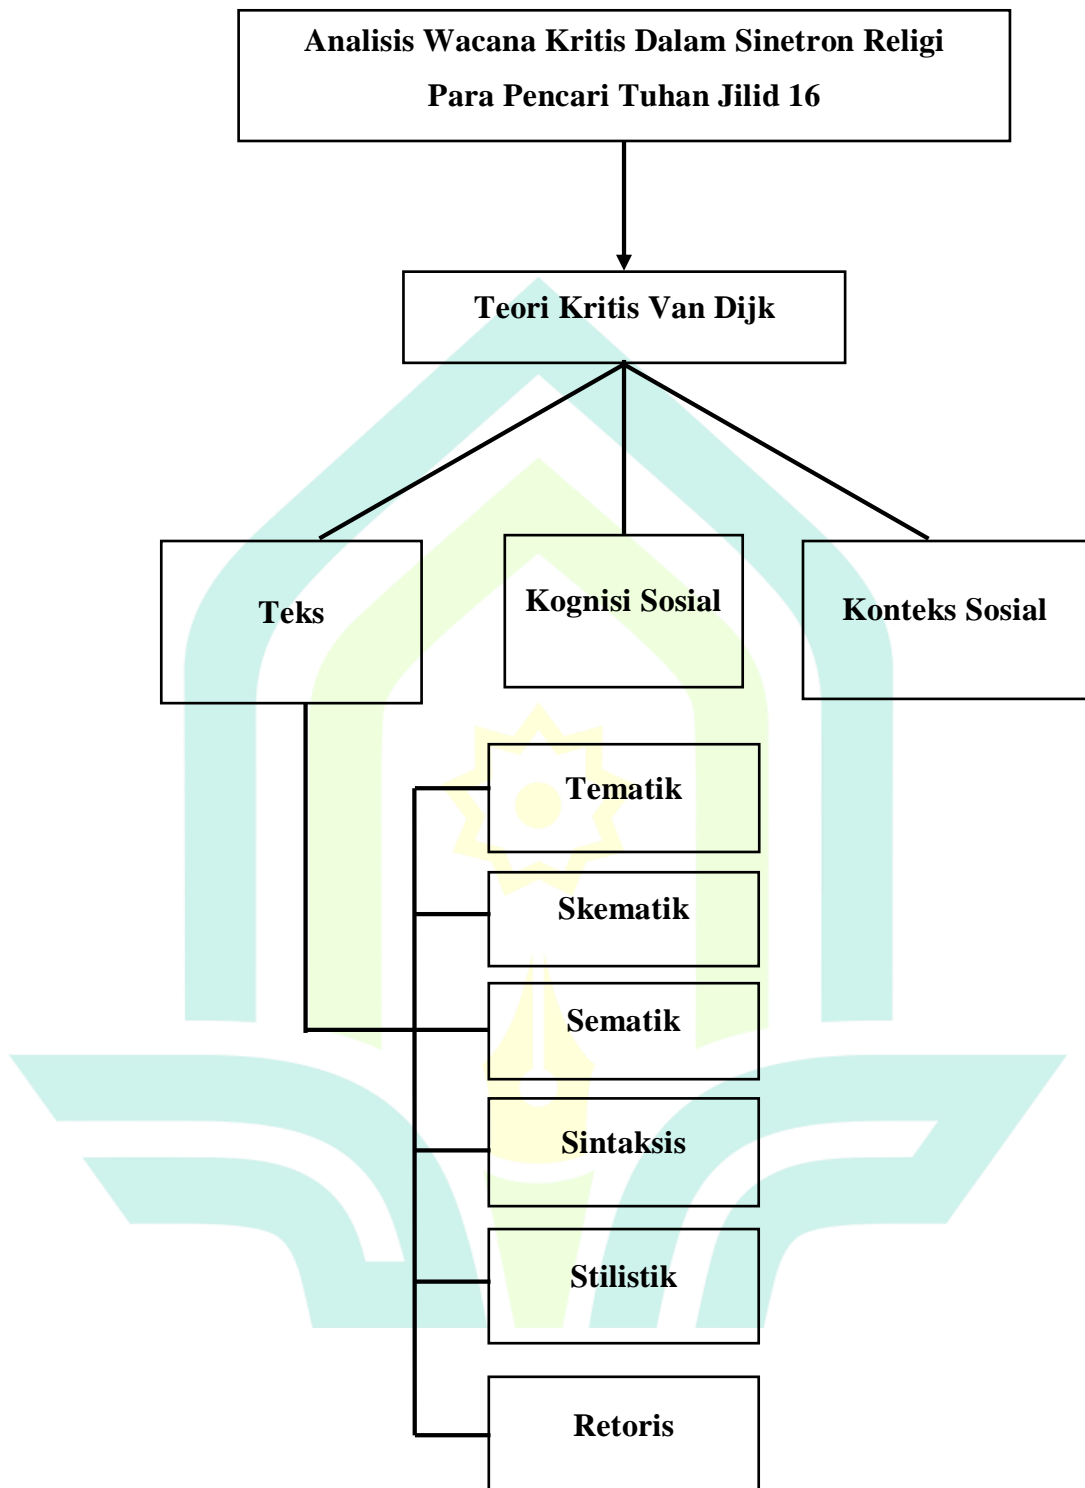 Analisis Wacana Kritis Dalam Sinetron Religi
Para Pencari Tuhan Jilid 16
Teori Kritis Van Dijk
Teks
Kognisi Sosial
Konteks Sosial
Tematik
Skematik
Sematik
Sintaksis
Stilistik
Retoris